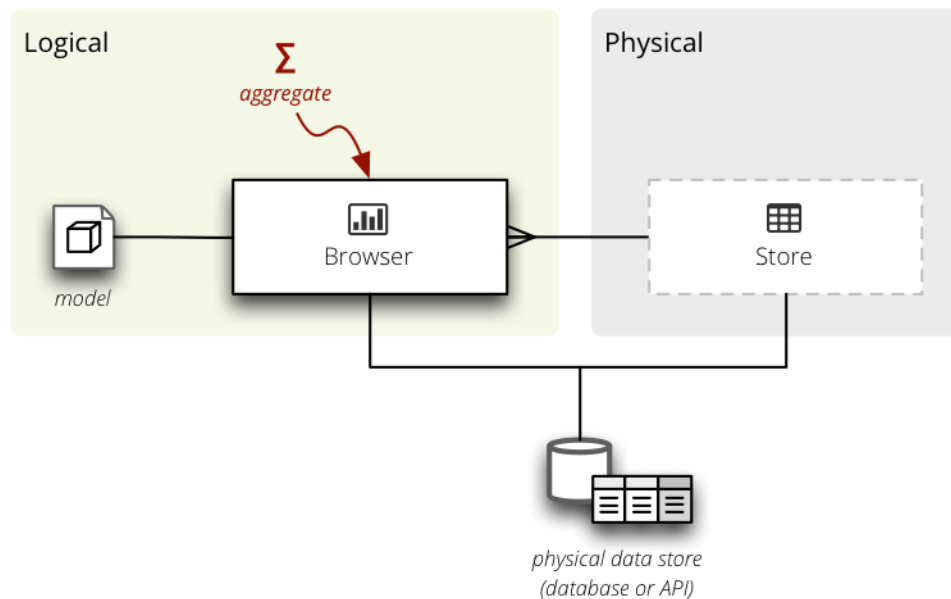 Logical
Physical
Σ
aggregate
Browser
Store
model
physical data store
(database or API)